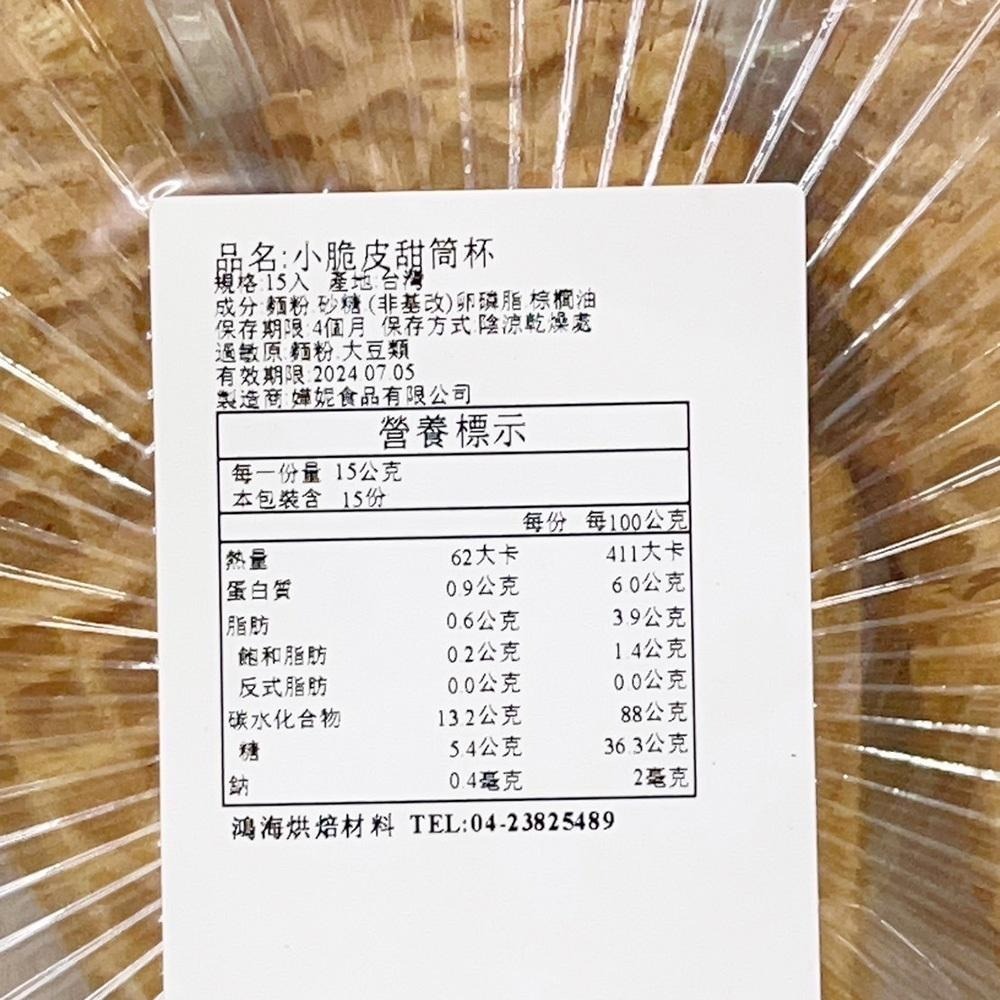 品名:小脆皮甜筒杯
規格:15入 產地:台灣
成分:麵粉.砂糖.(非基改)卵磷脂.棕櫚油
保存期限:4個月 保存方式:陰涼乾燥處
過敏原:麵粉.大豆類
有效期限:2024.07.05
製造商:嬅妮食品有限公司
營養標示
每一份量 15公克
本包裝含 15份
每份 每100公克
熱量 62大卡 411大卡
蛋白質 0.9公克 6.0公克
脂肪 0.6公克 3.9公克
飽和脂肪 0.2公克 1.4公克
反式脂肪 0.0公克 0.0公克
碳水化合物 13.2公克 88公克
糖 5.4公克 36.3公克
鈉 0.4毫克 2毫克
鴻海烘焙材料 TEL:04-23825489